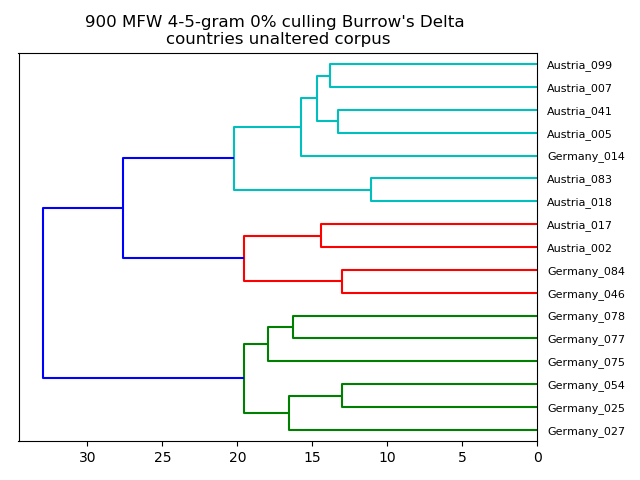 900 MFW 4-5-gram 0% culling Burrow's Delta
countries unaltered corpus
Austria_099
Austria_007
Austria_041
Austria_005
Germany_014
Austria_083
Austria_018
Austria_017
Austria_002
Germany_084
Germany_046
Germany_078
Germany_077
Germany_075
Germany_054
Germany_025
Germany_027
30 25 20 15 10 5 0